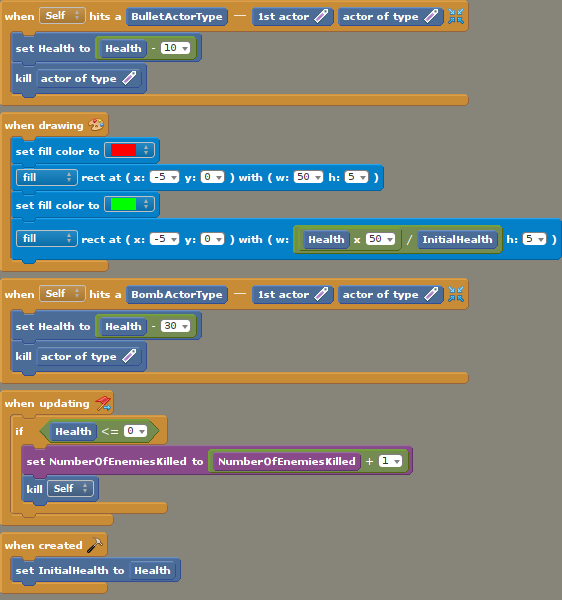 when Self hits a BulletActorType — 1st actor actor of type
set Health to Health - 10
kill actor of type
when drawing
set fill color to
fill rect at ( x: -5 y: 0 ) with ( w: 50 h: 5 )
set fill color to
fill rect at ( x: -5 y: 0 ) with ( w: Health x 50 / InitialHealth h: 5 )
when Self hits a BombActorType — 1st actor actor of type
set Health to Health - 30
kill actor of type
when updating
if Health <= 0
set NumberOfEnemiesKilled to NumberOfEnemiesKilled + 1
kill Self
when created
set InitialHealth to Health